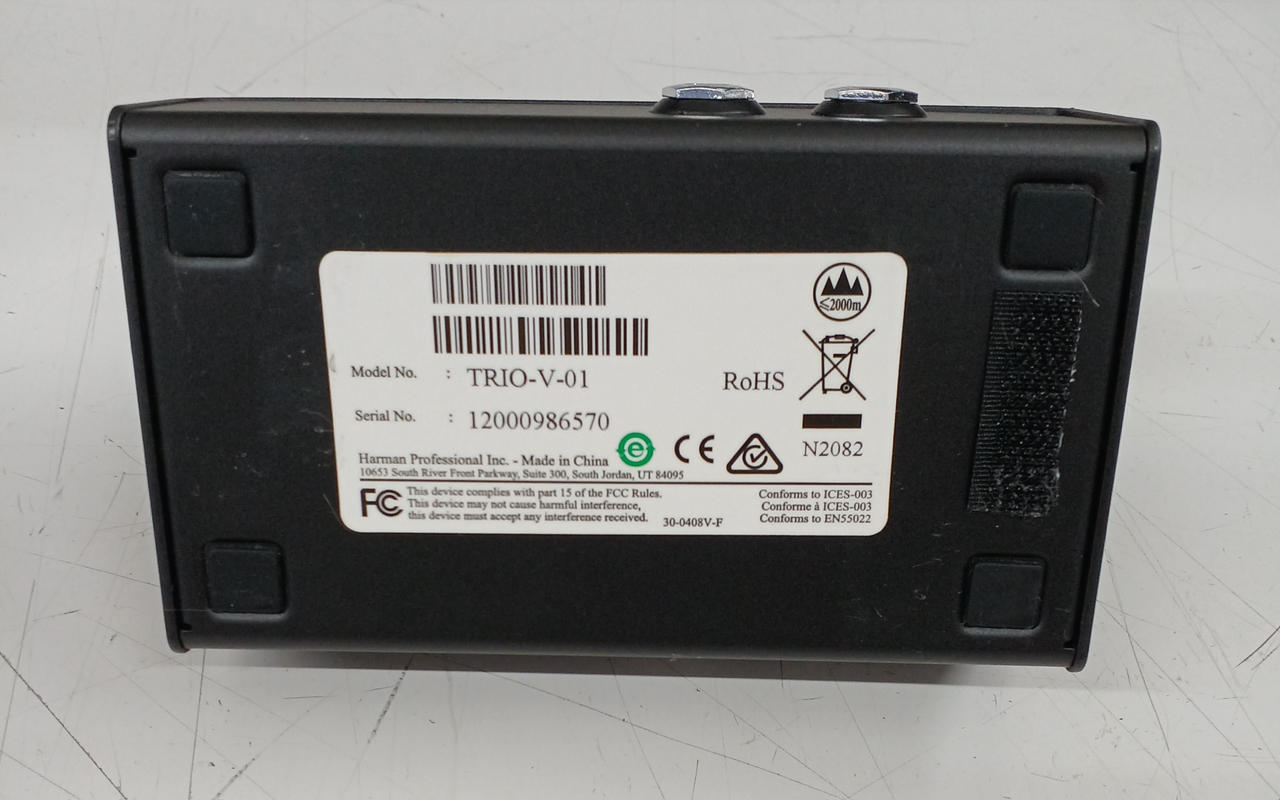 ≤2000m
Model No. : TRIO-V-01
RoHS
Serial No. : 12000986570
N2082
Harman Professional Inc. - Made in China
e
CE
10653 South River Front Parkway, Suite 300, South Jordan, UT 84095
FC
This device complies with part 15 of the FCC Rules.
This device may not cause harmful interference,
this device must accept any interference received.
30-0408V-F
Conforms to ICES-003
Conforme à ICES-003
Conforms to EN55022